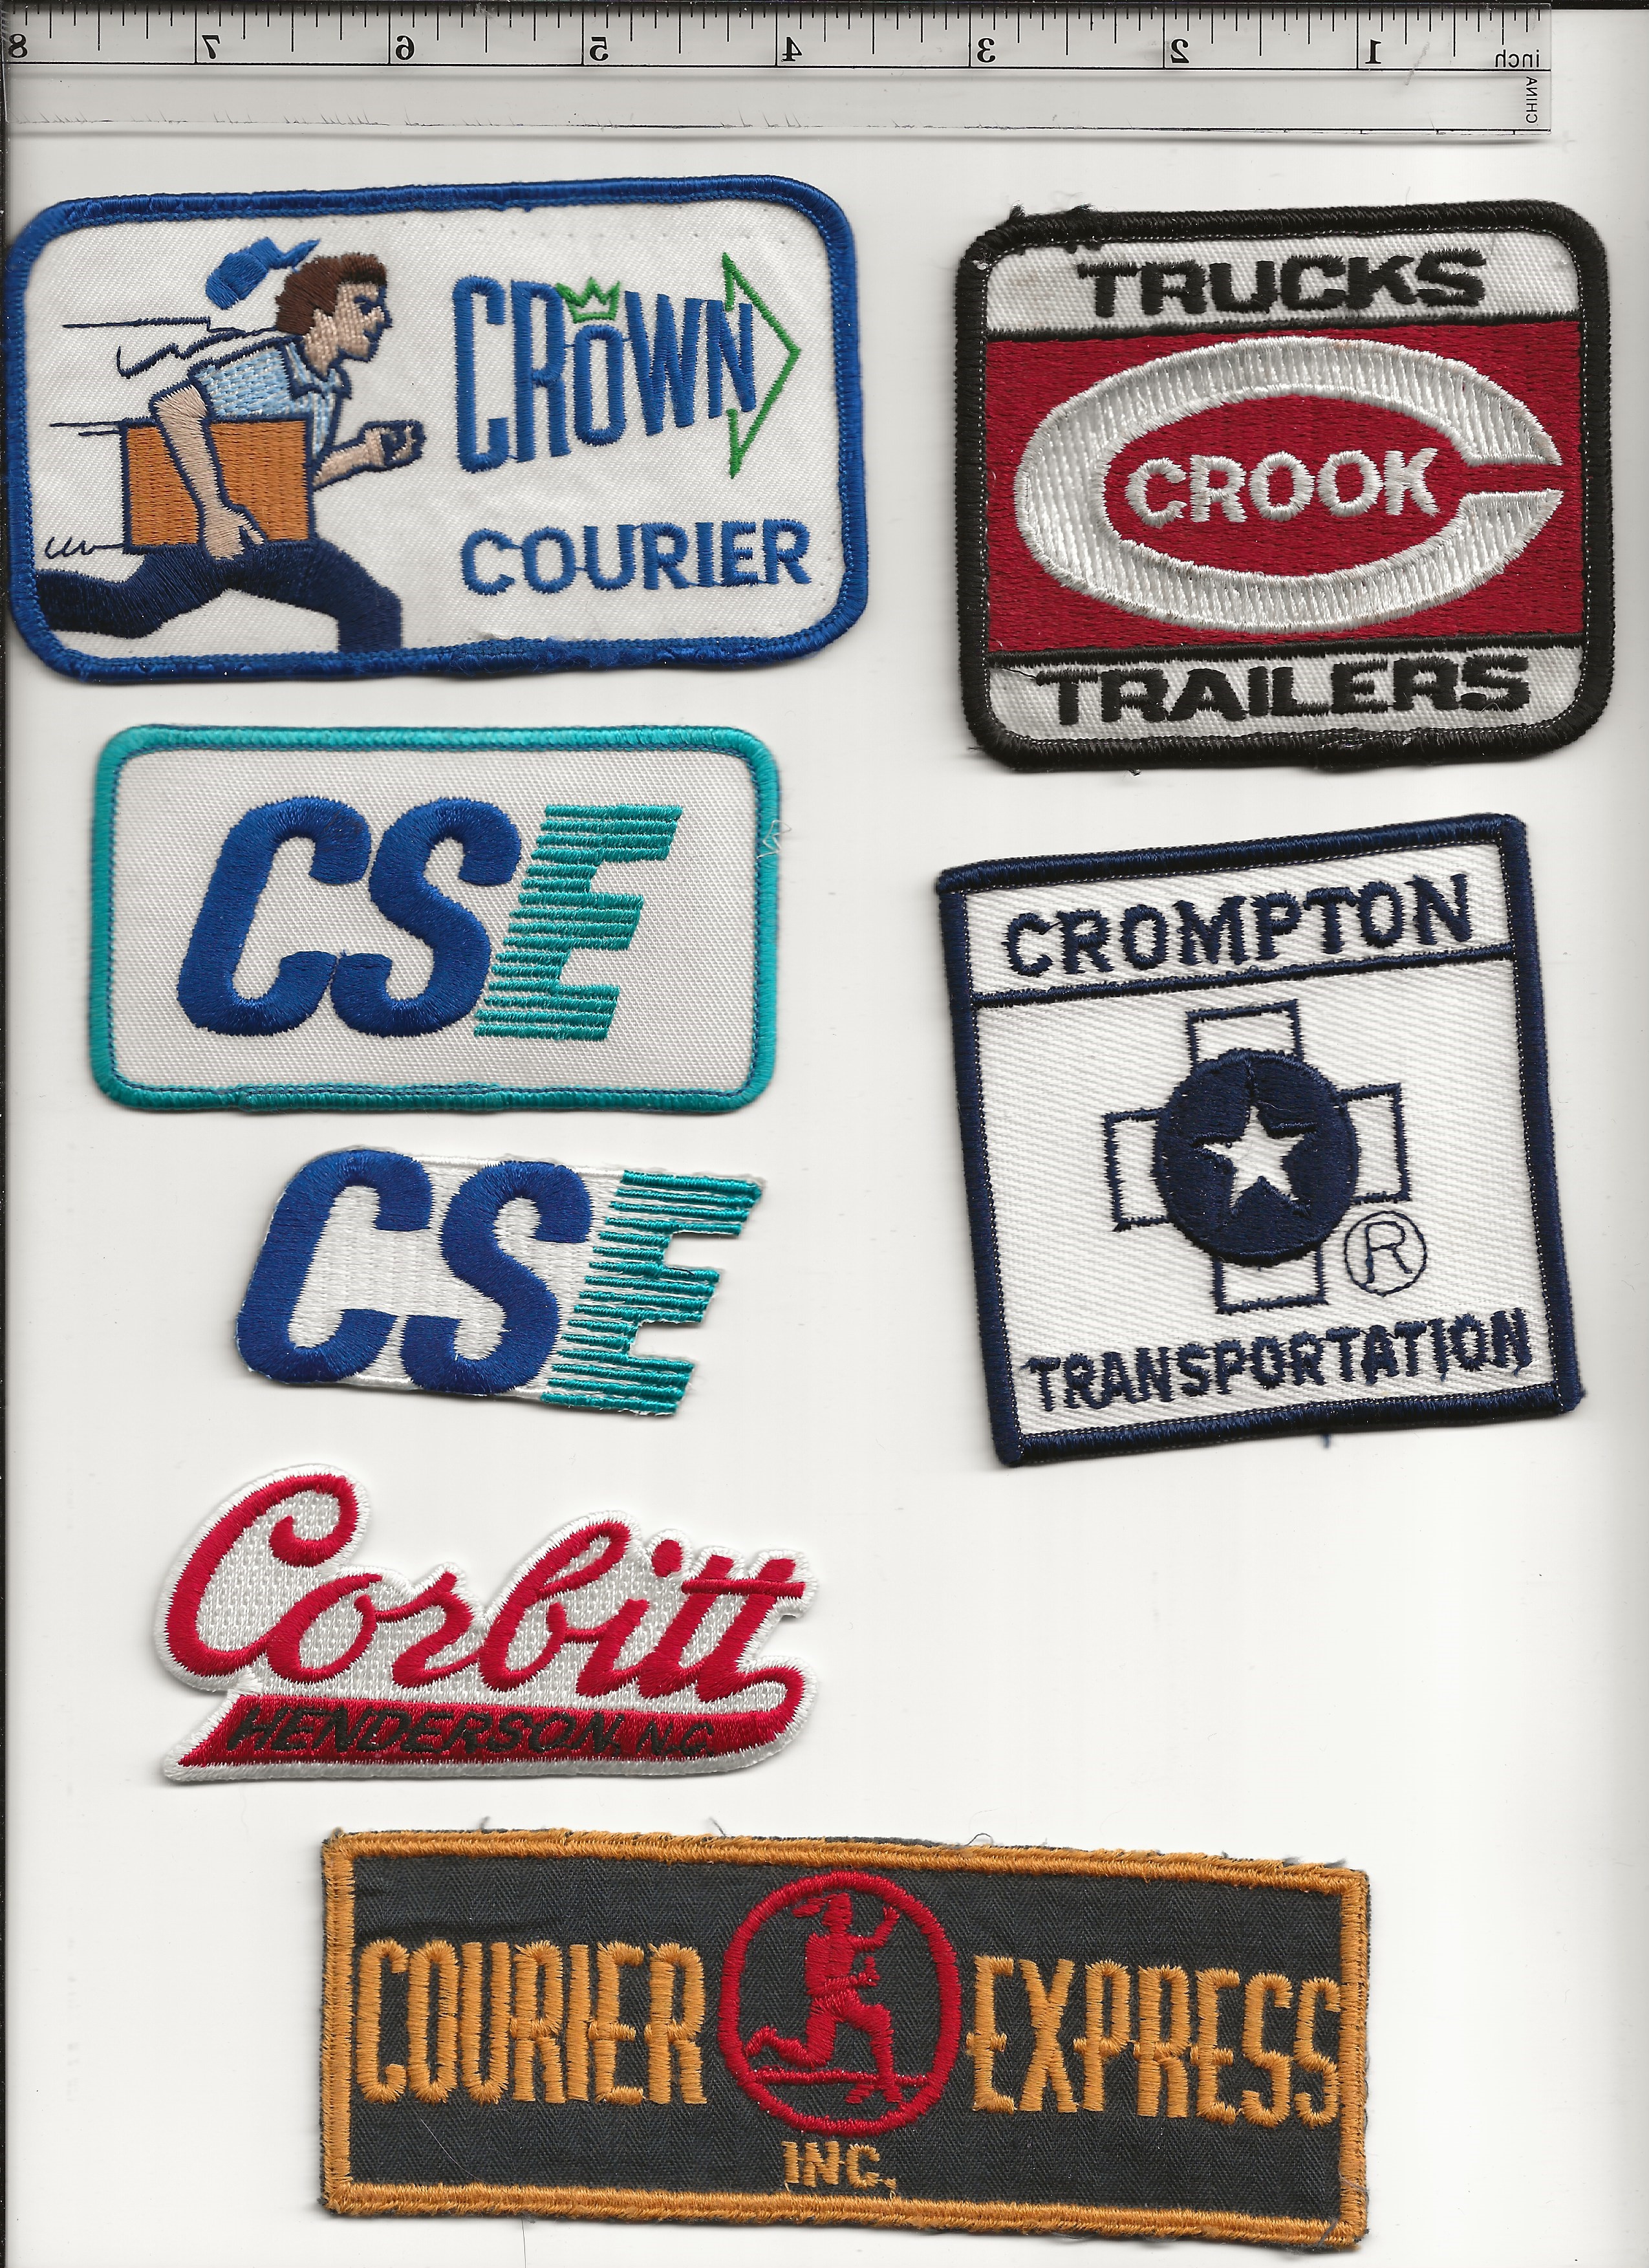 8 7 6 5 4 3 2 1 inch
CHINA
CROWN
COURIER
TRUCKS
CROOK
TRAILERS
CSE
CROMPTON
®
TRANSPORTATION
CSE
Corbitt
HENDERSON, N.C.
COURIER EXPRESS
INC.